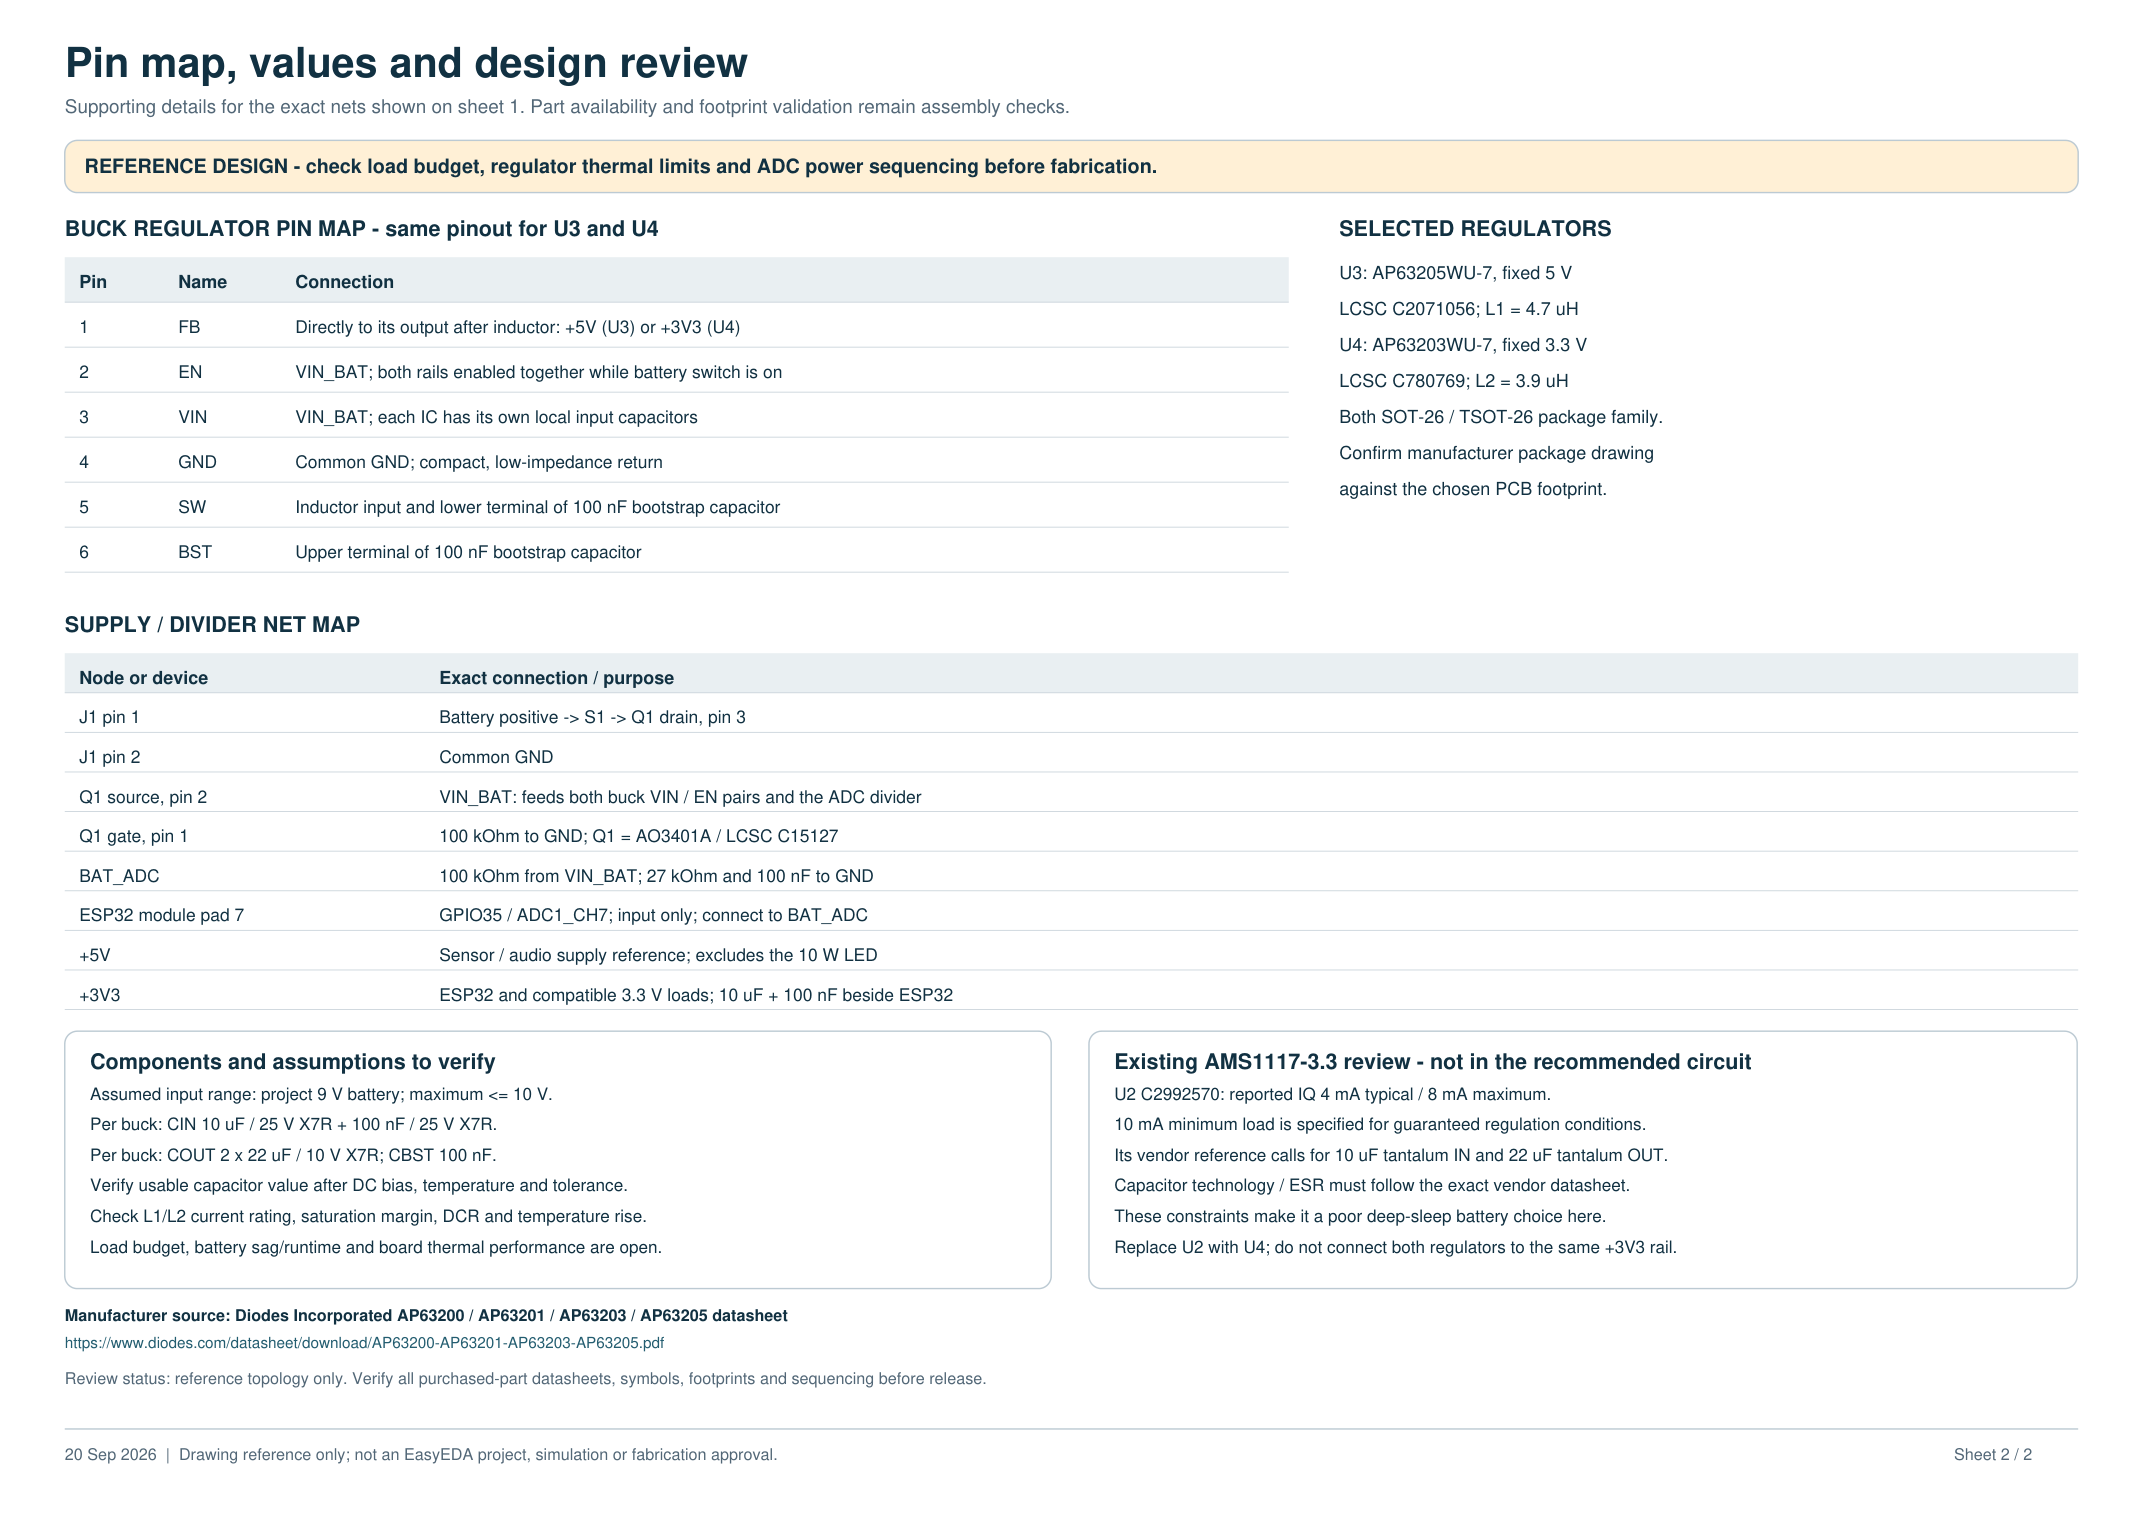 Pin map, values and design review
Supporting details for the exact nets shown on sheet 1. Part availability and footprint validation remain assembly checks.
REFERENCE DESIGN - check load budget, regulator thermal limits and ADC power sequencing before fabrication.
BUCK REGULATOR PIN MAP - same pinout for U3 and U4
Pin Name Connection
1 FB Directly to its output after inductor: +5V (U3) or +3V3 (U4)
2 EN VIN_BAT; both rails enabled together while battery switch is on
3 VIN VIN_BAT; each IC has its own local input capacitors
4 GND Common GND; compact, low-impedance return
5 SW Inductor input and lower terminal of 100 nF bootstrap capacitor
6 BST Upper terminal of 100 nF bootstrap capacitor
SELECTED REGULATORS
U3: AP63205WU-7, fixed 5 V
LCSC C2071056; L1 = 4.7 uH
U4: AP63203WU-7, fixed 3.3 V
LCSC C780769; L2 = 3.9 uH
Both SOT-26 / TSOT-26 package family.
Confirm manufacturer package drawing
against the chosen PCB footprint.
SUPPLY / DIVIDER NET MAP
Node or device Exact connection / purpose
J1 pin 1 Battery positive -> S1 -> Q1 drain, pin 3
J1 pin 2 Common GND
Q1 source, pin 2 VIN_BAT: feeds both buck VIN / EN pairs and the ADC divider
Q1 gate, pin 1 100 kOhm to GND; Q1 = AO3401A / LCSC C15127
BAT_ADC 100 kOhm from VIN_BAT; 27 kOhm and 100 nF to GND
ESP32 module pad 7 GPIO35 / ADC1_CH7; input only; connect to BAT_ADC
+5V Sensor / audio supply reference; excludes the 10 W LED
+3V3 ESP32 and compatible 3.3 V loads; 10 uF + 100 nF beside ESP32
Components and assumptions to verify
Assumed input range: project 9 V battery; maximum <= 10 V.
Per buck: CIN 10 uF / 25 V X7R + 100 nF / 25 V X7R.
Per buck: COUT 2 x 22 uF / 10 V X7R; CBST 100 nF.
Verify usable capacitor value after DC bias, temperature and tolerance.
Check L1/L2 current rating, saturation margin, DCR and temperature rise.
Load budget, battery sag/runtime and board thermal performance are open.
Existing AMS1117-3.3 review - not in the recommended circuit
U2 C2992570: reported IQ 4 mA typical / 8 mA maximum.
10 mA minimum load is specified for guaranteed regulation conditions.
Its vendor reference calls for 10 uF tantalum IN and 22 uF tantalum OUT.
Capacitor technology / ESR must follow the exact vendor datasheet.
These constraints make it a poor deep-sleep battery choice here.
Replace U2 with U4; do not connect both regulators to the same +3V3 rail.
Manufacturer source: Diodes Incorporated AP63200 / AP63201 / AP63203 / AP63205 datasheet
https://www.diodes.com/datasheet/download/AP63200-AP63201-AP63203-AP63205.pdf
Review status: reference topology only. Verify all purchased-part datasheets, symbols, footprints and sequencing before release.
20 Sep 2026 | Drawing reference only; not an EasyEDA project, simulation or fabrication approval.
Sheet 2 / 2